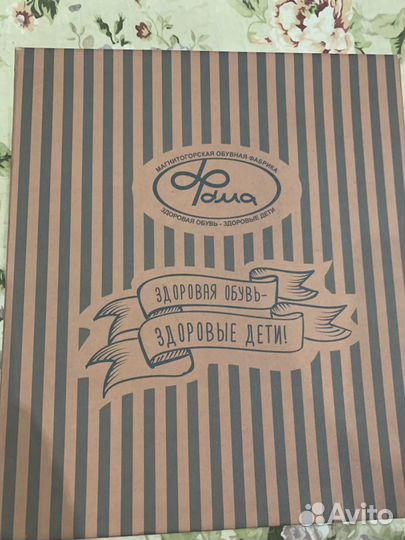 МАГНИТОГОРСКАЯ ОБУВНАЯ ФАБРИКА
Фома
ЗДОРОВАЯ ОБУВЬ - ЗДОРОВЫЕ ДЕТИ
ЗДОРОВАЯ ОБУВЬ-
ЗДОРОВЫЕ ДЕТИ!
Avito